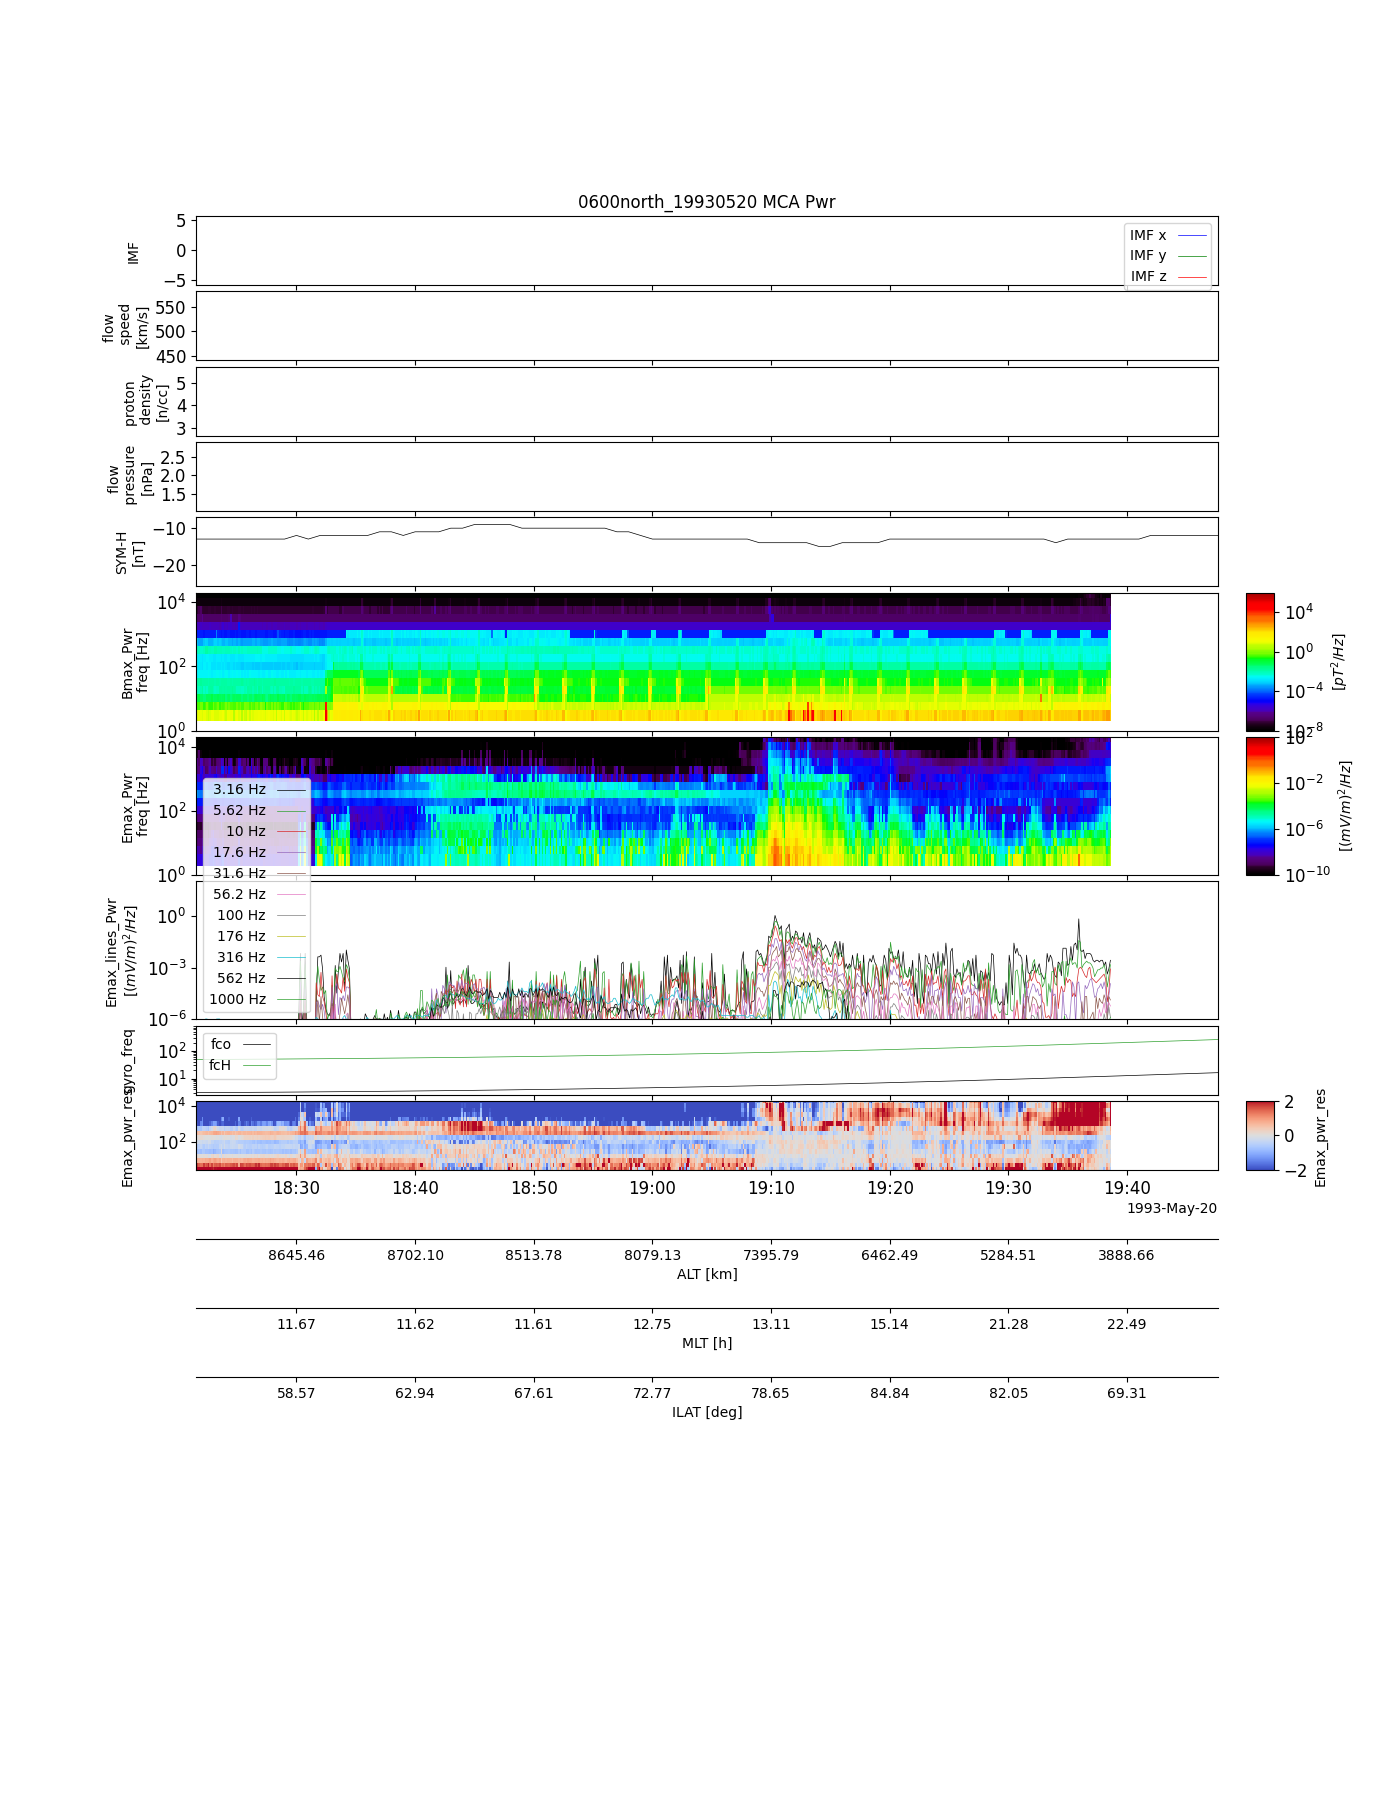 0600north_19930520 MCA Pwr
IMF
5
0
−5
IMF x
IMF y
IMF z
flow
speed
[km/s]
550
500
450
proton
density
[n/cc]
5
4
3
flow
pressure
[nPa]
2.5
2.0
1.5
SYM-H
[nT]
−10
−20
Bmax_Pwr
freq [Hz]
10^4
10^2
10^0
10^4
10^0
10^-4
10^-8
[pT^2/Hz]
Emax_Pwr
freq [Hz]
10^4
10^2
10^0
10^2
10^-2
10^-6
10^-10
[(mV/m)^2/Hz]
3.16 Hz
5.62 Hz
10 Hz
17.6 Hz
31.6 Hz
56.2 Hz
100 Hz
176 Hz
316 Hz
562 Hz
1000 Hz
Emax_lines_Pwr
[(mV/m)^2/Hz]
10^0
10^-3
10^-6
gyro_freq
10^2
10^1
fco
fcH
Emax_pwr_res
10^4
10^2
2
0
−2
Emax_pwr_res
18:30 18:40 18:50 19:00 19:10 19:20 19:30 19:40
1993-May-20
8645.46 8702.10 8513.78 8079.13 7395.79 6462.49 5284.51 3888.66
ALT [km]
11.67 11.62 11.61 12.75 13.11 15.14 21.28 22.49
MLT [h]
58.57 62.94 67.61 72.77 78.65 84.84 82.05 69.31
ILAT [deg]